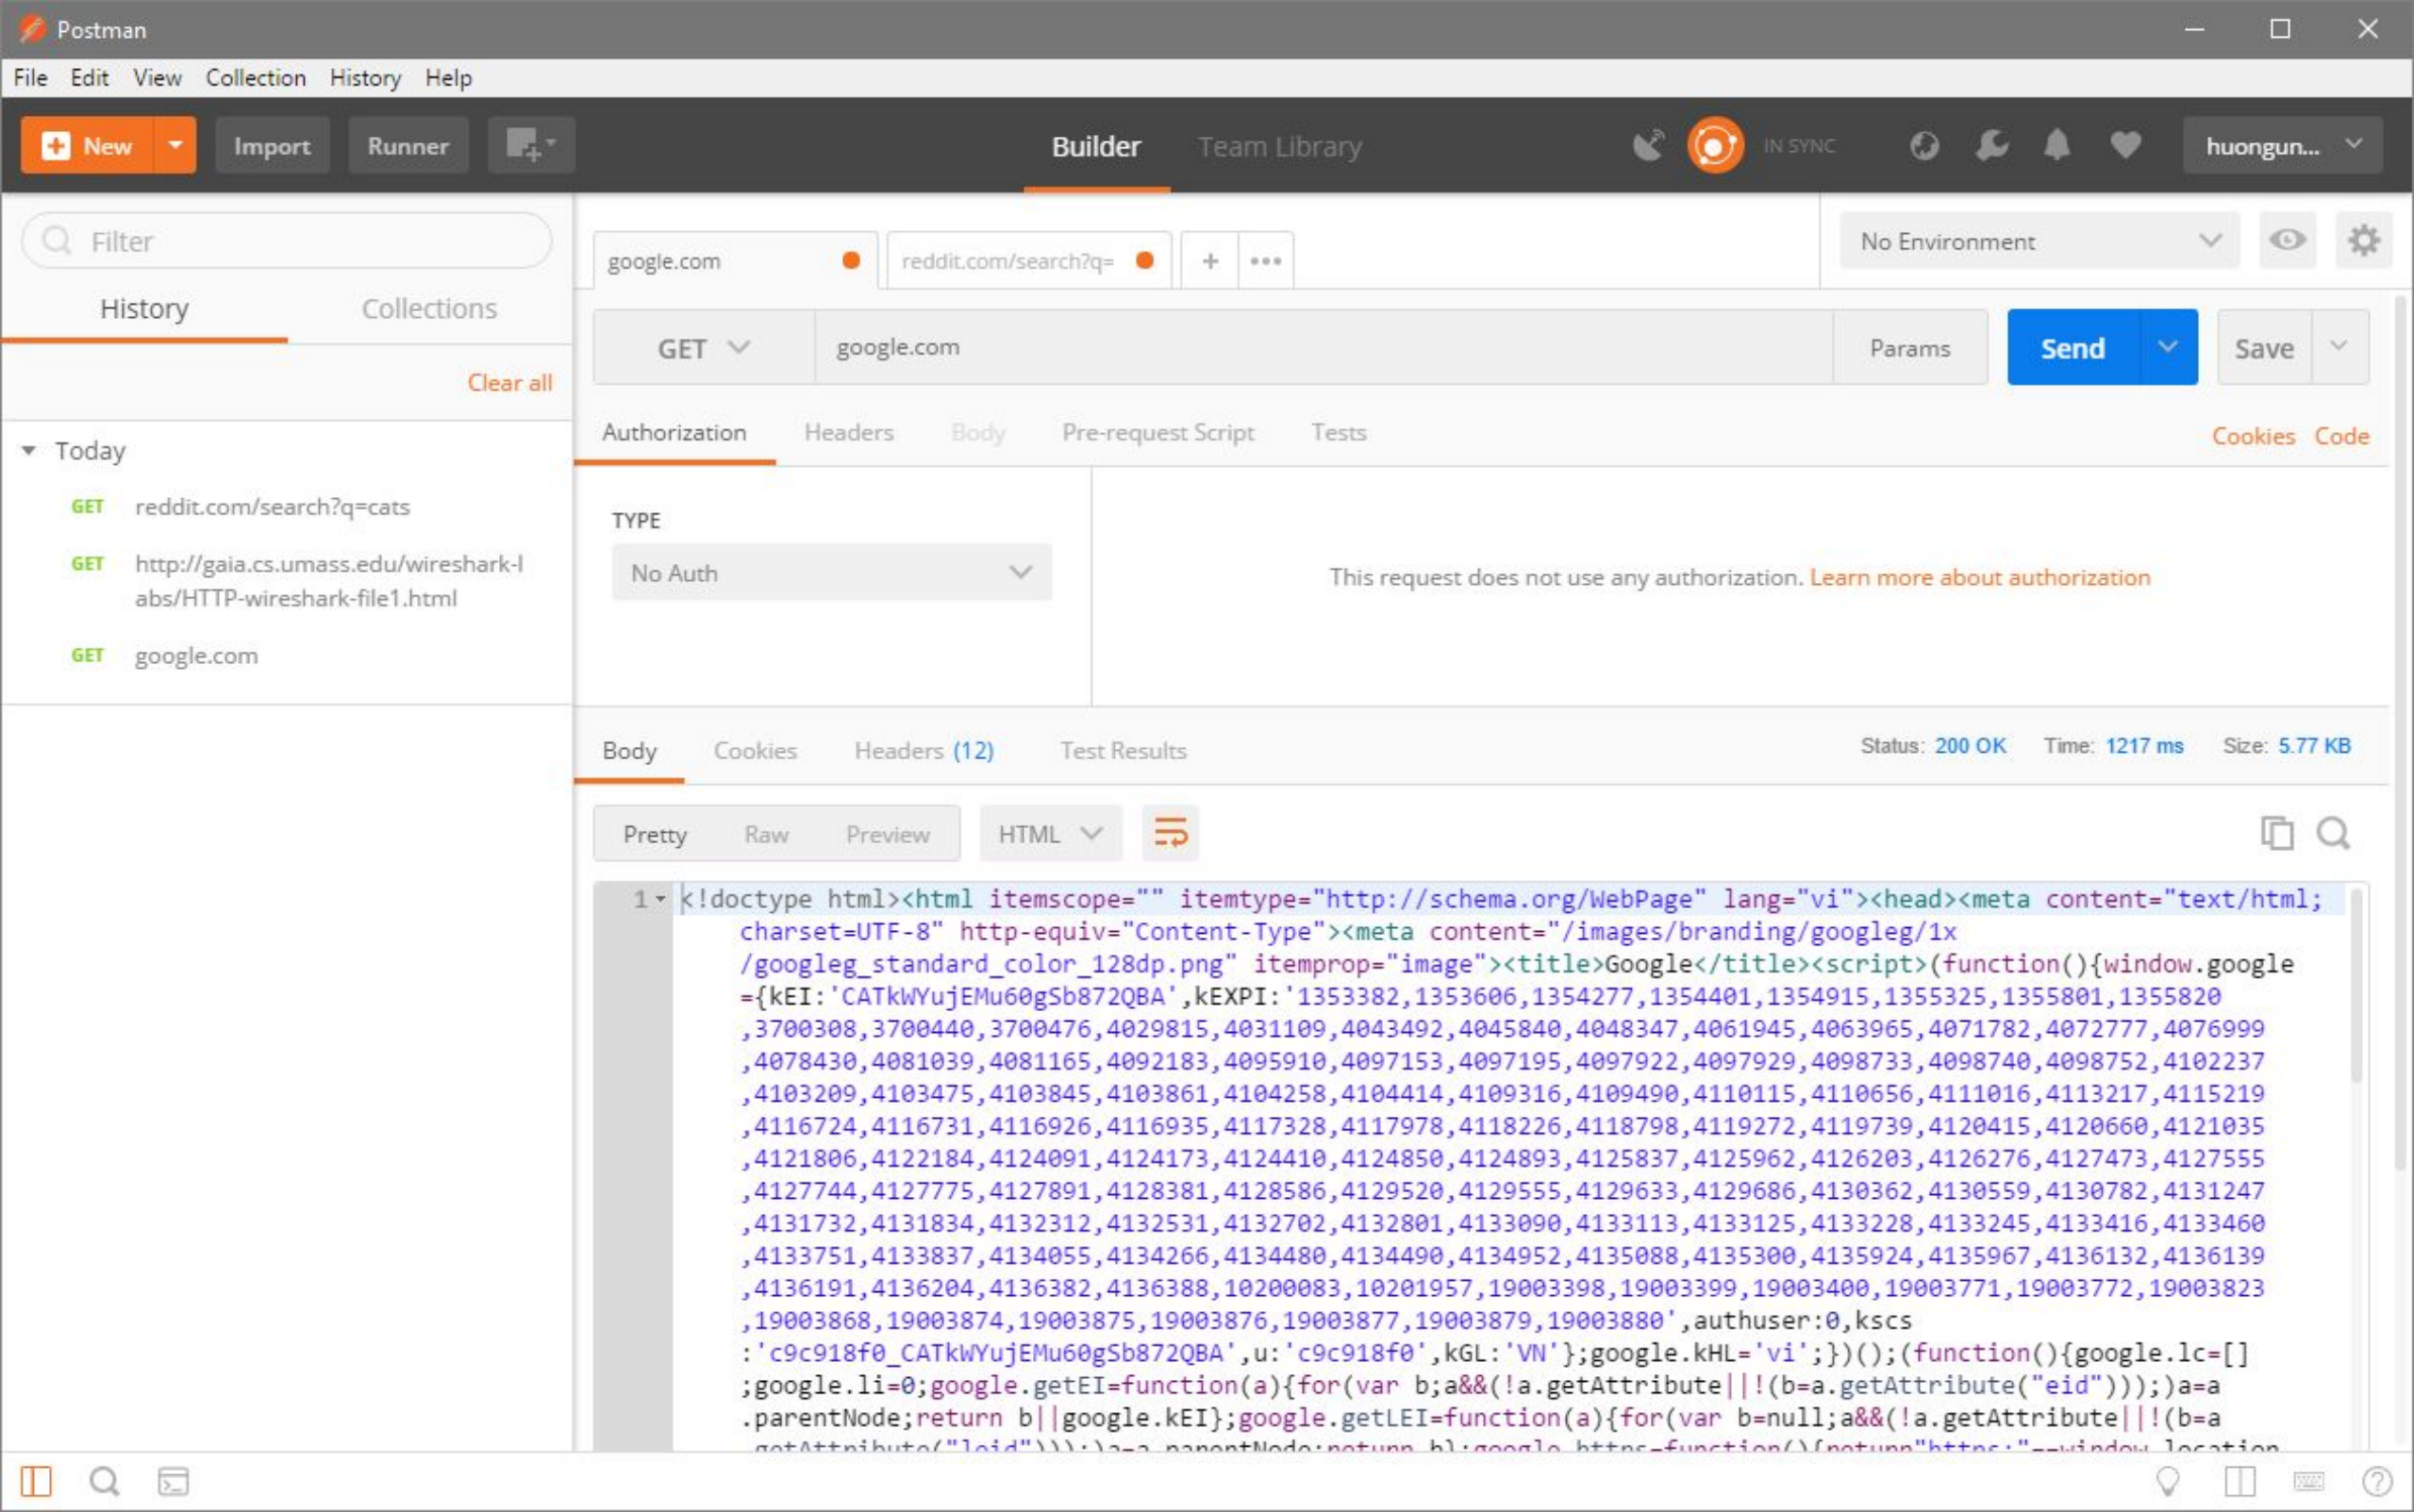 Postman
File Edit View Collection History Help
New Import Runner Builder Team Library IN SYNC huongun...
Filter
History Collections
Clear all
Today
GET reddit.com/search?q=cats
GET http://gaia.cs.umass.edu/wireshark-l
abs/HTTP-wireshark-file1.html
GET google.com
google.com reddit.com/search?q= + •••
No Environment
GET google.com Params Send Save
Authorization Headers Body Pre-request Script Tests Cookies Code
TYPE
No Auth
This request does not use any authorization. Learn more about authorization
Body Cookies Headers (12) Test Results Status: 200 OK Time: 1217 ms Size: 5.77 KB
Pretty Raw Preview HTML
1 <!doctype html><html itemscope="" itemtype="http://schema.org/WebPage" lang="vi"><head><meta content="text/html;
charset=UTF-8" http-equiv="Content-Type"><meta content="/images/branding/googleg/1x
/googleg_standard_color_128dp.png" itemprop="image"><title>Google</title><script>(function(){window.google
={kEI:'CATkWYujEMu60gSb872QBA',kEXPI:'1353382,1353606,1354277,1354401,1354915,1355325,1355801,1355820
,3700308,3700440,3700476,4029815,4031109,4043492,4045840,4048347,4061945,4063965,4071782,4072777,4076999
,4078430,4081039,4081165,4092183,4095910,4097153,4097195,4097922,4097929,4098733,4098740,4098752,4102237
,4103209,4103475,4103845,4103861,4104258,4104414,4109316,4109490,4110115,4110656,4111016,4113217,4115219
,4116724,4116731,4116926,4116935,4117328,4117978,4118226,4118798,4119272,4119739,4120415,4120660,4121035
,4121806,4122184,4124091,4124173,4124410,4124850,4124893,4125837,4125962,4126203,4126276,4127473,4127555
,4127744,4127775,4127891,4128381,4128586,4129520,4129555,4129633,4129686,4130362,4130559,4130782,4131247
,4131732,4131834,4132312,4132531,4132702,4132801,4133090,4133113,4133125,4133228,4133245,4133416,4133460
,4133751,4133837,4134055,4134266,4134480,4134490,4134952,4135088,4135300,4135924,4135967,4136132,4136139
,4136191,4136204,4136382,4136388,10200083,10201957,19003398,19003399,19003400,19003771,19003772,19003823
,19003868,19003874,19003875,19003876,19003877,19003879,19003880',authuser:0,kscs
:'c9c918f0_CATkWYujEMu60gSb872QBA',u:'c9c918f0',kGL:'VN'};google.kHL='vi';})();(function(){google.lc=[]
;google.li=0;google.getEI=function(a){for(var b;a&&(!a.getAttribute||!(b=a.getAttribute("eid")));)a=a
.parentNode;return b||google.kEI};google.getLEI=function(a){for(var b=null;a&&(!a.getAttribute||!(b=a
.getAttribute("leid")));)a=a.parentNode;return b};google.https=function(){return"https:"==window.location